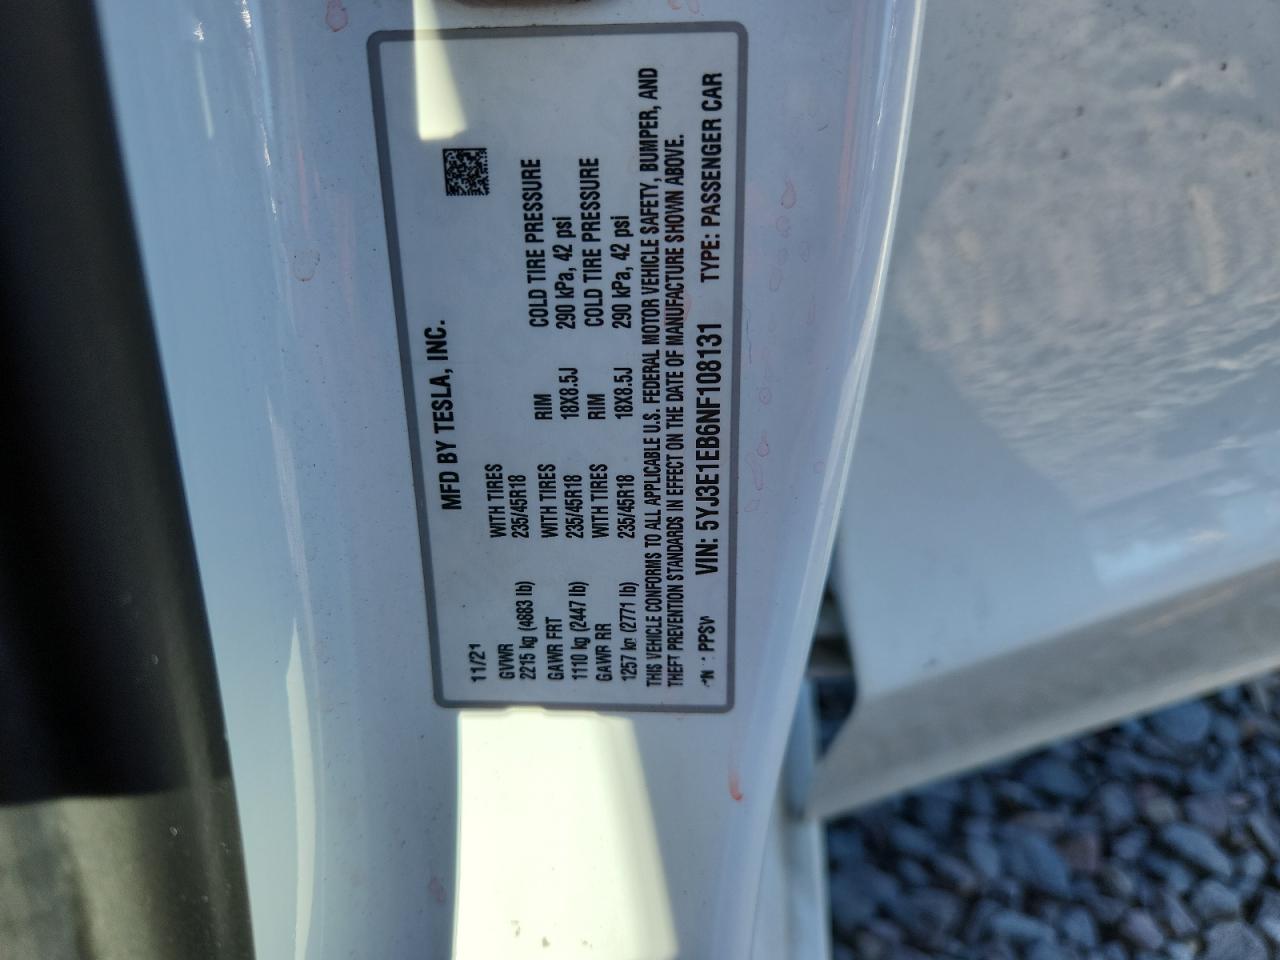 MFD BY TESLA, INC.
11/21
GVWR WITH TIRES
2215 kg (4883 lb) 235/45R18
GAWR FRT WITH TIRES RIM COLD TIRE PRESSURE
1110 kg (2447 lb) 235/45R18 18X8.5J 290 kPa, 42 psi
GAWR RR WITH TIRES RIM COLD TIRE PRESSURE
1257 kg (2771 lb) 235/45R18 18X8.5J 290 kPa, 42 psi
THIS VEHICLE CONFORMS TO ALL APPLICABLE U.S. FEDERAL MOTOR VEHICLE SAFETY, BUMPER, AND
THEFT PREVENTION STANDARDS IN EFFECT ON THE DATE OF MANUFACTURE SHOWN ABOVE.
PPSW VIN: 5YJ3E1EB6NF108131 TYPE: PASSENGER CAR